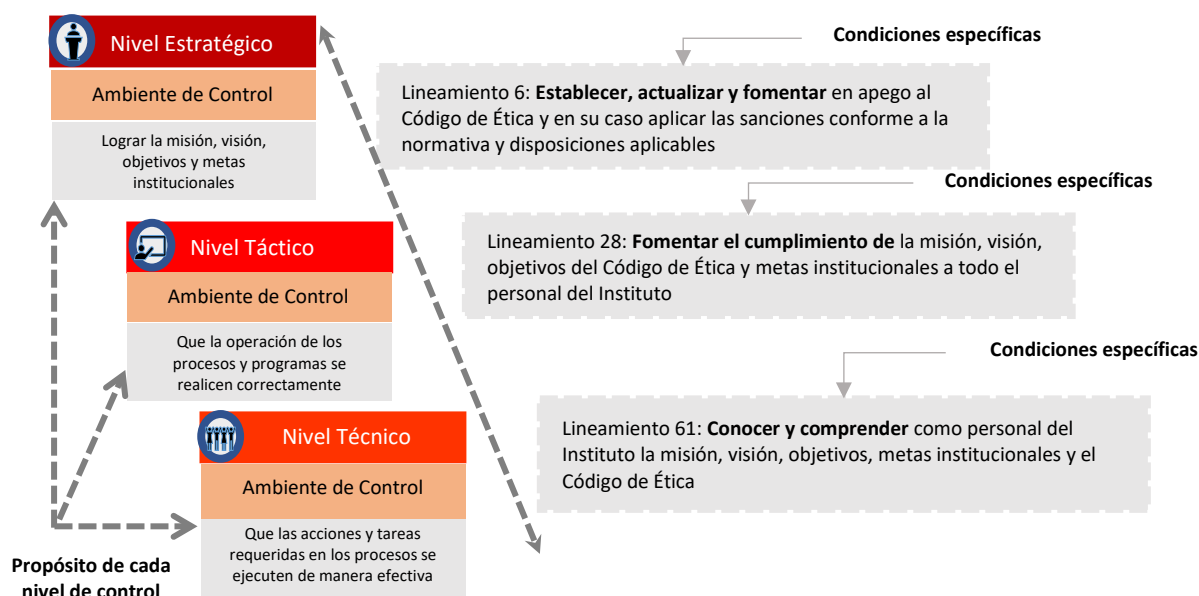 Nivel Estratégico
Ambiente de Control
Lograr la misión, visión,
objetivos y metas
institucionales
Condiciones específicas
Lineamiento 6: Establecer, actualizar y fomentar en apego al
Código de Ética y en su caso aplicar las sanciones conforme a la
normativa y disposiciones aplicables
Nivel Táctico
Ambiente de Control
Que la operación de los
procesos y programas se
realicen correctamente
Condiciones específicas
Lineamiento 28: Fomentar el cumplimiento de la misión, visión,
objetivos del Código de Ética y metas institucionales a todo el
personal del Instituto
Nivel Técnico
Ambiente de Control
Que las acciones y tareas
requeridas en los procesos se
ejecuten de manera efectiva
Condiciones específicas
Lineamiento 61: Conocer y comprender como personal del
Instituto la misión, visión, objetivos, metas institucionales y el
Código de Ética
Propósito de cada
nivel de control